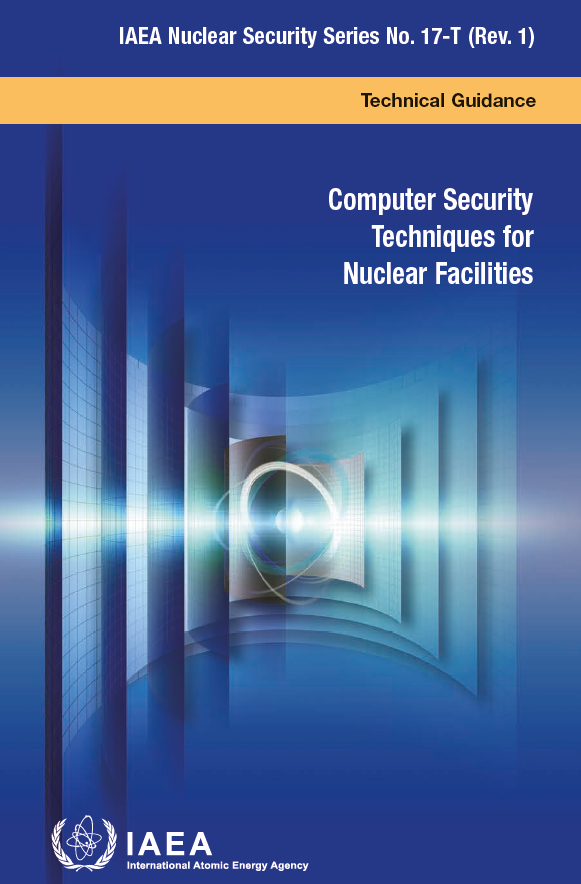 IAEA Nuclear Security Series No. 17-T (Rev. 1)
Technical Guidance
Computer Security
Techniques for
Nuclear Facilities
IAEA
International Atomic Energy Agency